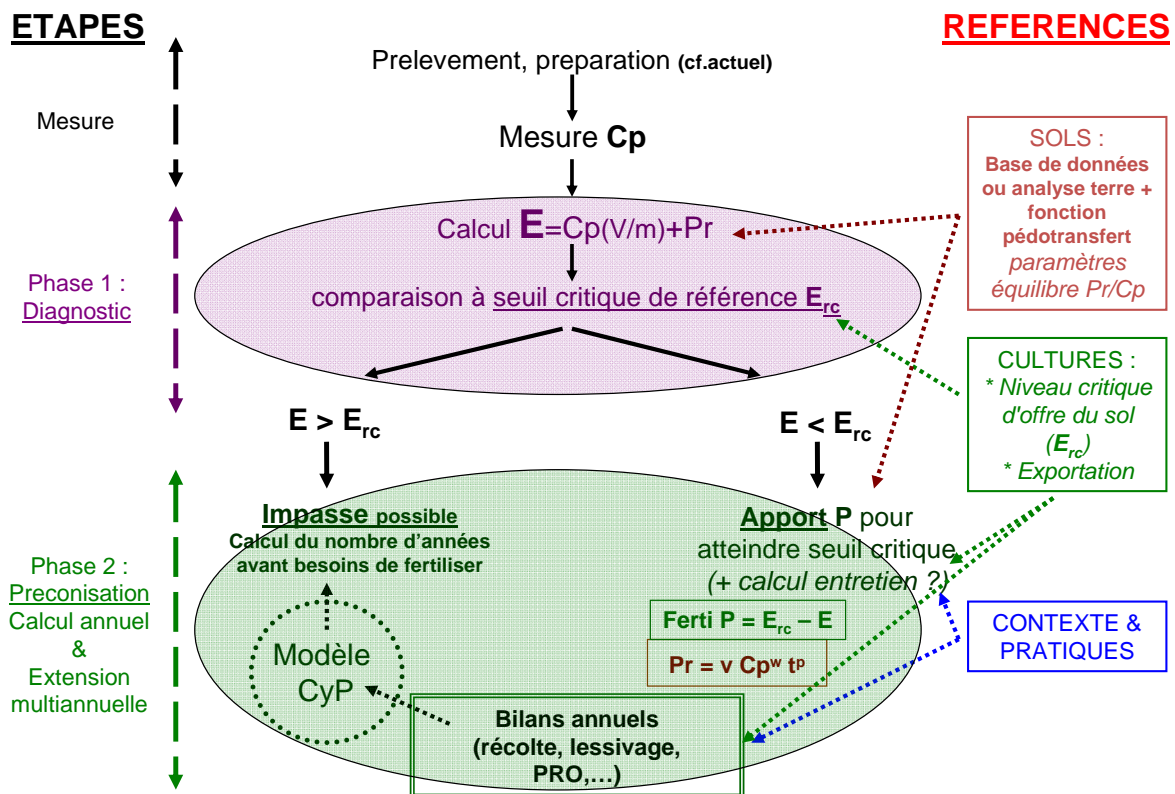 ETAPES
REFERENCES
Prelevement, preparation (cf.actuel)
Mesure
Mesure Cp
SOLS :
Base de données
ou analyse terre +
fonction
pédotransfert
paramètres
équilibre Pr/Cp
Phase 1 :
Diagnostic
Calcul E=Cp(V/m)+Pr
comparaison à seuil critique de référence Erc
CULTURES :
* Niveau critique
d'offre du sol
(Erc)
* Exportation
E > Erc
E < Erc
Phase 2 :
Preconisation
Calcul annuel
&
Extension
multiannuelle
Impasse possible
Calcul du nombre d’années
avant besoins de fertiliser
Apport P pour
atteindre seuil critique
(+ calcul entretien ?)
Ferti P = Erc – E
Pr = v Cpʷ tᵖ
CONTEXTE &
PRATIQUES
Modèle
CyP
Bilans annuels
(récolte, lessivage,
PRO,…)